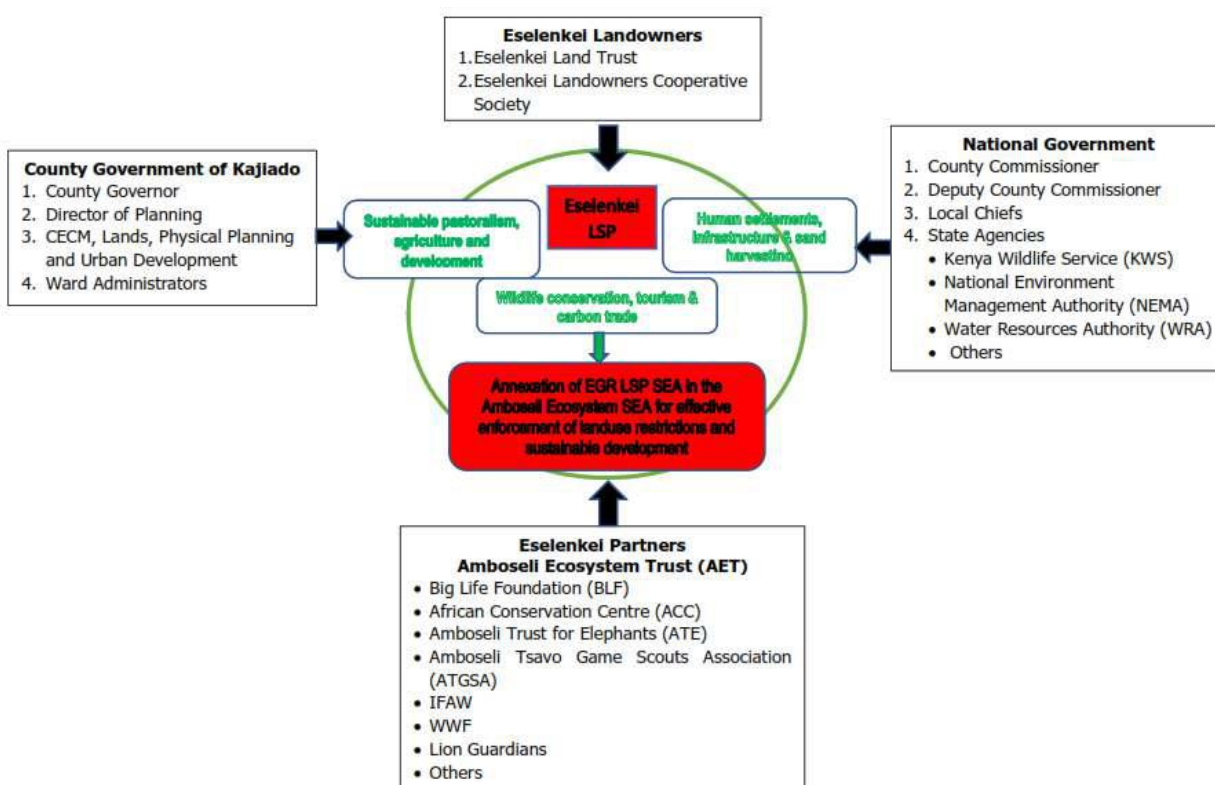 Eselenkei Landowners
1.Eselenkei Land Trust
2.Eselenkei Landowners Cooperative
Society
County Government of Kajiado
1. County Governor
2. Director of Planning
3. CECM, Lands, Physical Planning
and Urban Development
4. Ward Administrators
National Government
1. County Commissioner
2. Deputy County Commissioner
3. Local Chiefs
4. State Agencies
• Kenya Wildlife Service (KWS)
• National Environment
Management Authority (NEMA)
• Water Resources Authority (WRA)
• Others
Eselenkei
LSP
Sustainable pastoralism,
agriculture and
development
Human settlements,
infrastructure & sand
harvesting
Wildlife conservation, tourism &
carbon trade
Annexation of EGR LSP SEA in the
Amboseli Ecosystem SEA for effective
enforcement of landuse restrictions and
sustainable development
Eselenkei Partners
Amboseli Ecosystem Trust (AET)
• Big Life Foundation (BLF)
• African Conservation Centre (ACC)
• Amboseli Trust for Elephants (ATE)
• Amboseli Tsavo Game Scouts Association
(ATGSA)
• IFAW
• WWF
• Lion Guardians
• Others